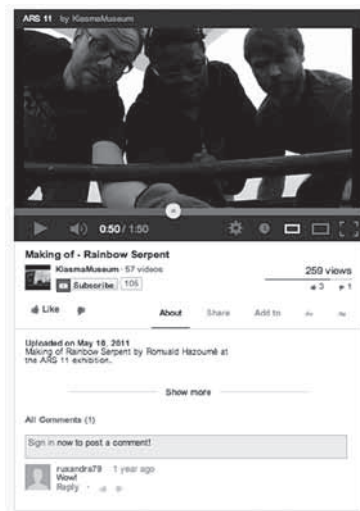 ARS 11 by KiasmaMuseum
0:50 / 1:50
Making of - Rainbow Serpent
KiasmaMuseum · 57 videos
Subscribe 105
259 views
3 1
Like
About Share Add to
Uploaded on May 18, 2011
Making of Rainbow Serpent by Romuald Hazoumè at
the ARS 11 exhibition.
Show more
All Comments (1)
Sign in now to post a comment!
ruxandra79 1 year ago
Wow!
Reply ·